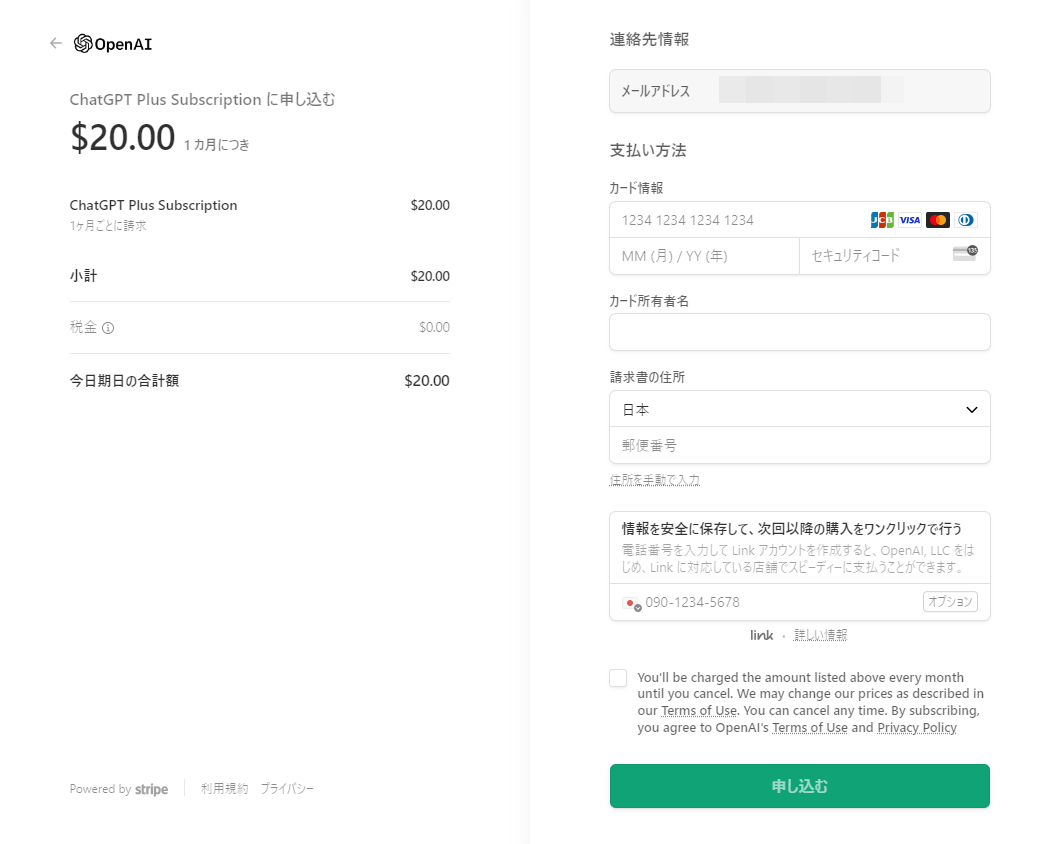 OpenAI
ChatGPT Plus Subscription に申し込む
$20.00 1 カ月につき
ChatGPT Plus Subscription $20.00
1ヶ月ごとに請求
小計 $20.00
税金 $0.00
今日期日の合計額 $20.00
Powered by stripe 利用規約 プライバシー
連絡先情報
メールアドレス
支払い方法
カード情報
1234 1234 1234 1234 JCB VISA
MM (月) / YY (年) セキュリティコード 135
カード所有者名
請求書の住所
日本
郵便番号
住所を手動で入力
情報を安全に保存して、次回以降の購入をワンクリックで行う
電話番号を入力して Link アカウントを作成すると、OpenAI, LLC をは
じめ、Link に対応している店舗でスピーディーに支払うことができます。
090-1234-5678 オプション
link • 詳しい情報
You'll be charged the amount listed above every month
until you cancel. We may change our prices as described in
our Terms of Use. You can cancel any time. By subscribing,
you agree to OpenAI's Terms of Use and Privacy Policy
申し込む